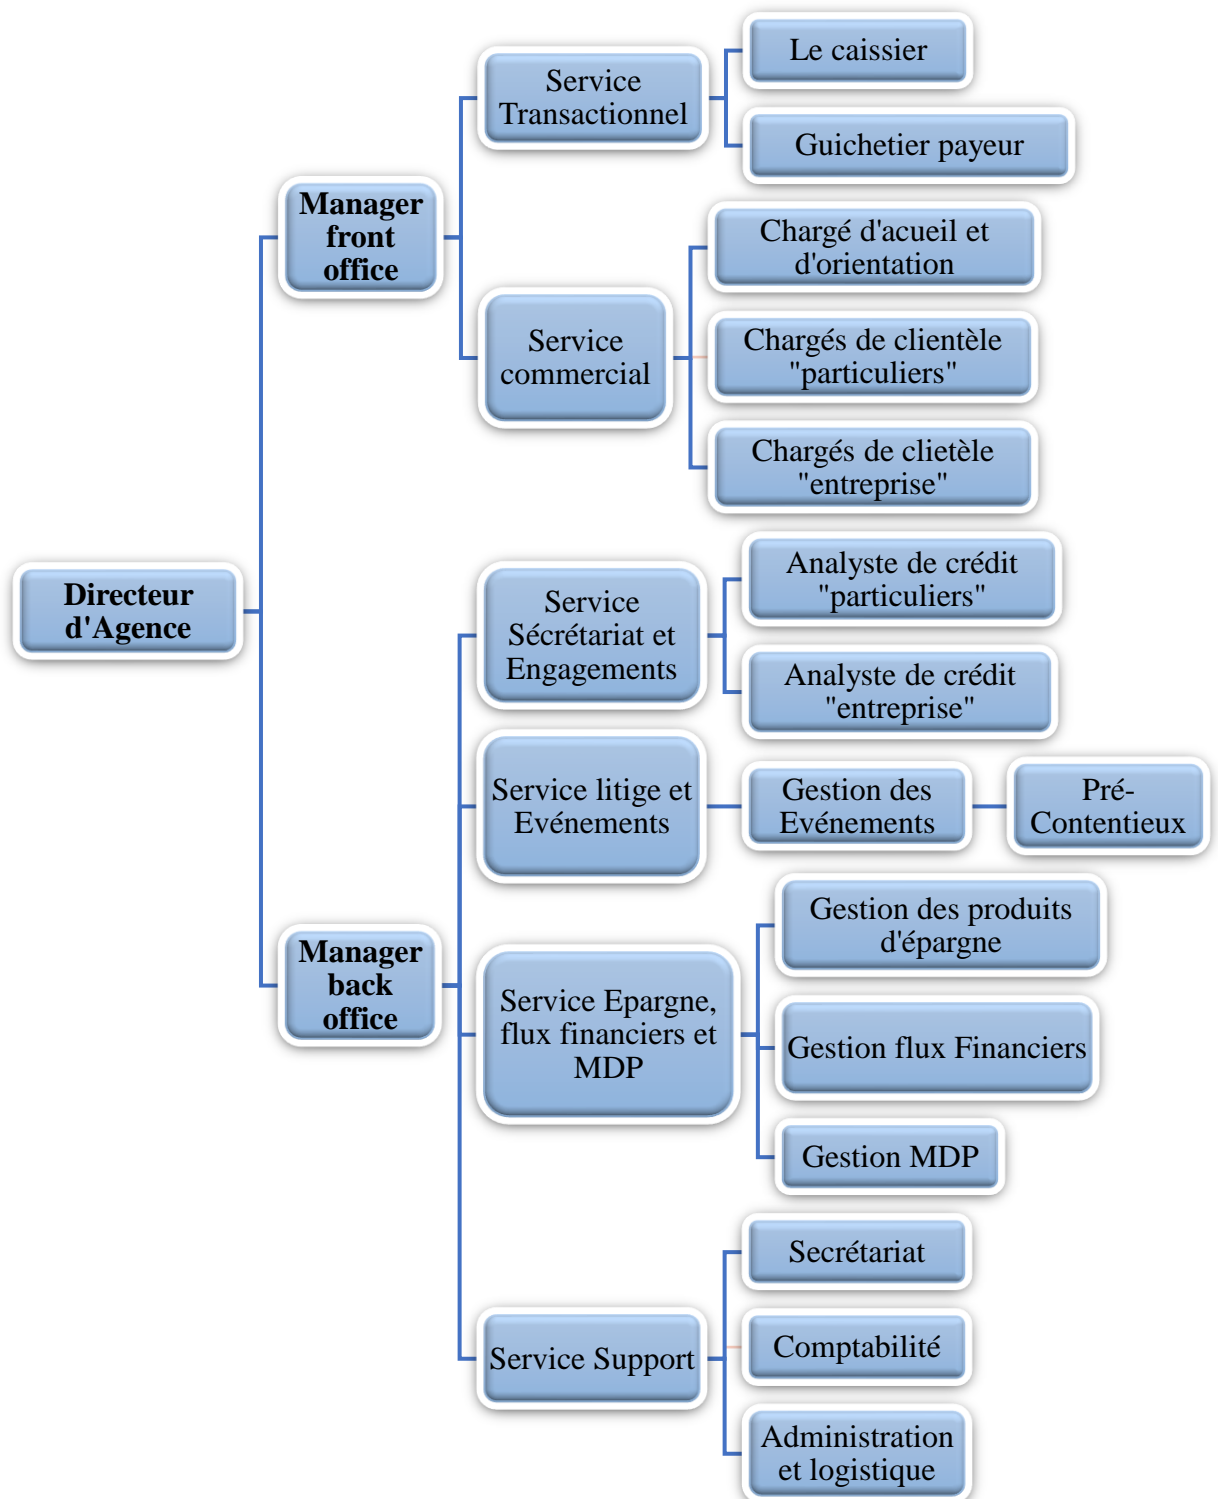 Le caissier
Service
Transactionnel
Guichetier payeur
Manager
front
office
Chargé d'acueil et
d'orientation
Service
commercial
Chargés de clientèle
"particuliers"
Chargés de clietèle
"entreprise"
Directeur
d'Agence
Analyste de crédit
"particuliers"
Service
Sécrétariat et
Engagements
Analyste de crédit
"entreprise"
Service litige et
Evénements
Gestion des
Evénements
Pré-
Contentieux
Manager
back
office
Gestion des produits
d'épargne
Service Epargne,
flux financiers et
MDP
Gestion flux Financiers
Gestion MDP
Secrétariat
Service Support
Comptabilité
Administration
et logistique